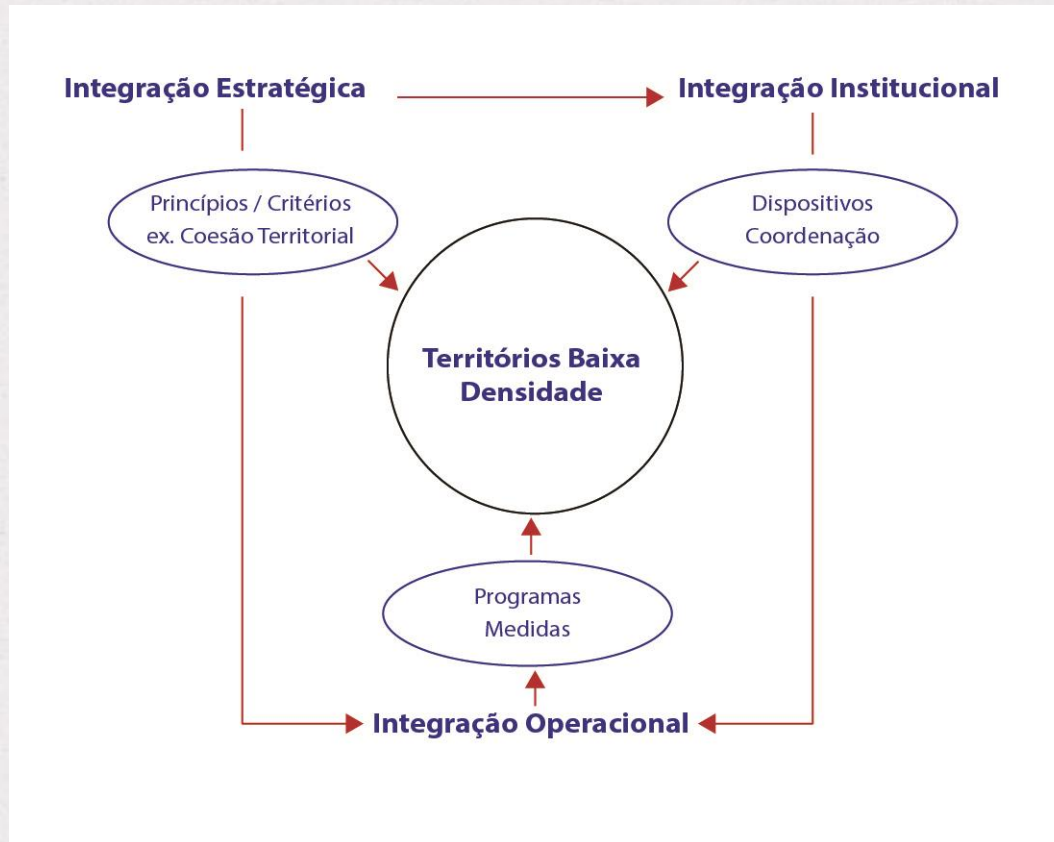 Integração Estratégica
Integração Institucional
Princípios / Critérios
ex. Coesão Territorial
Dispositivos
Coordenação
Territórios Baixa
Densidade
Programas
Medidas
Integração Operacional